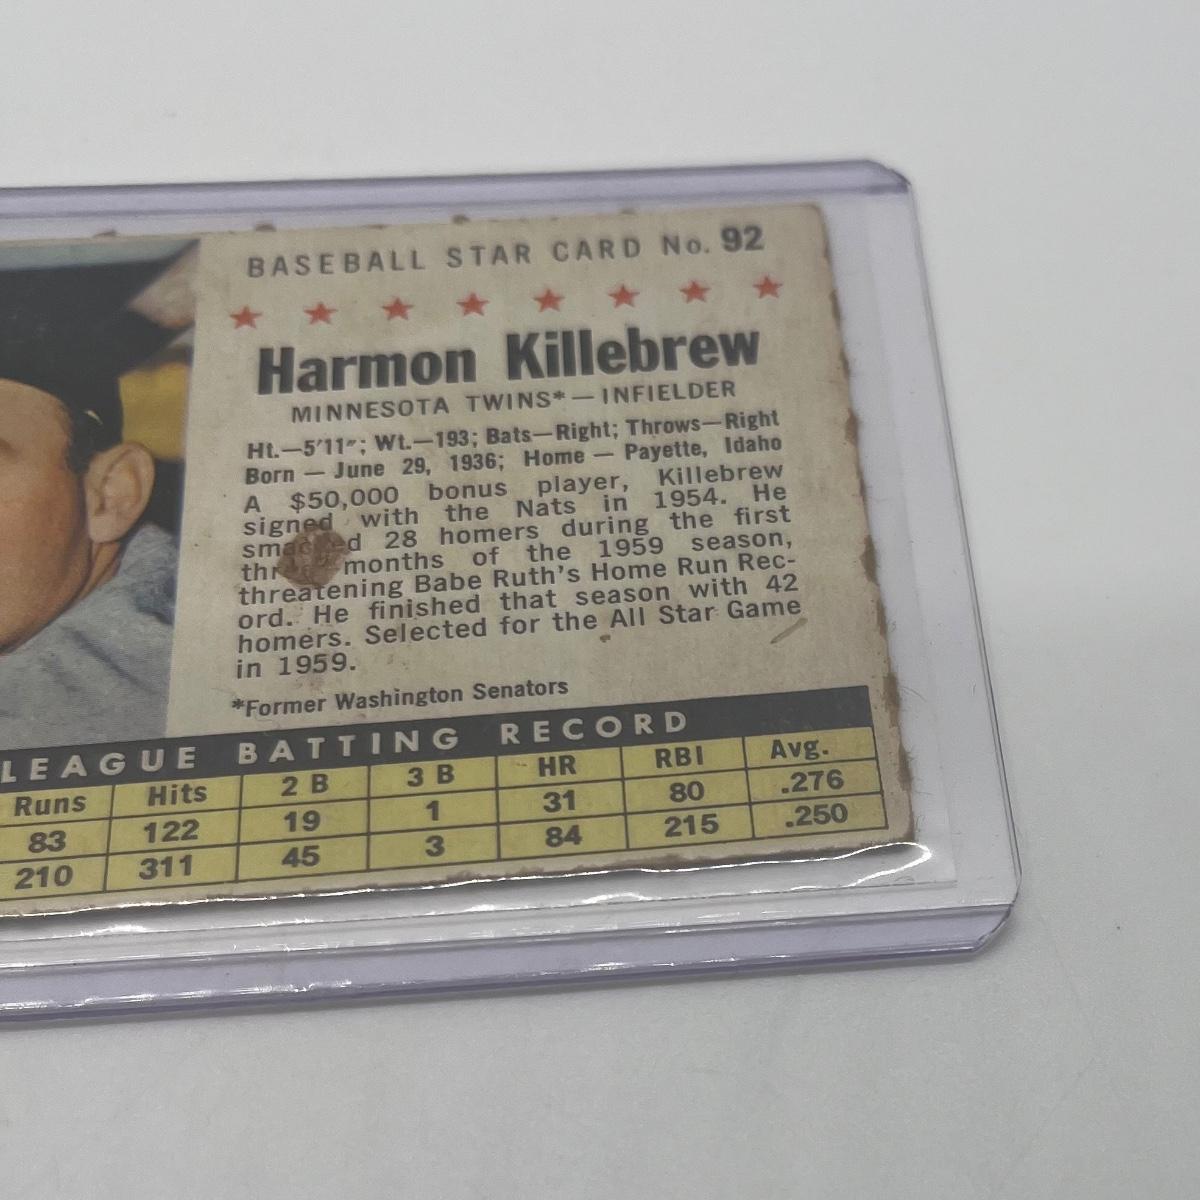 BASEBALL STAR CARD No. 92
Harmon Killebrew
MINNESOTA TWINS* — INFIELDER
Ht.—5'11"; Wt.—193; Bats—Right; Throws—Right
Born — June 29, 1936; Home — Payette, Idaho
A $50,000 bonus player, Killebrew
signed with the Nats in 1954. He
28 homers during the first
months of the 1959 season,
threatening Babe Ruth's Home Run Rec-
ord. He finished that season with 42
homers. Selected for the All Star Game
in 1959.
*Former Washington Senators
LEAGUE BATTING RECORD
Runs Hits 2 B 3 B HR RBI Avg.
83 122 19 1 31 80 .276
210 311 45 3 84 215 .250